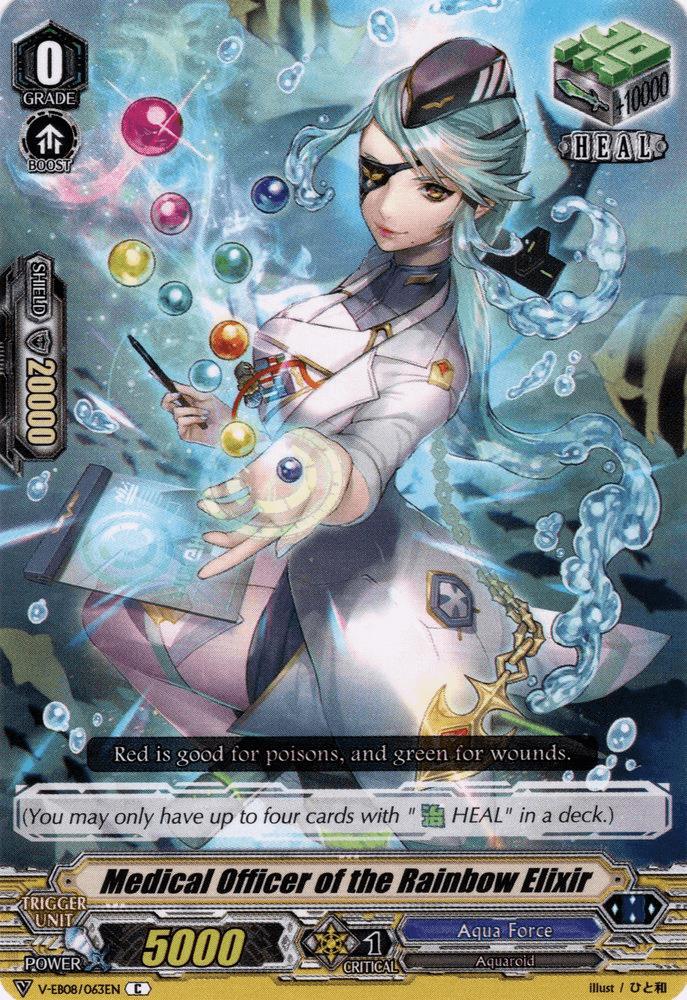 0
GRADE
BOOST
治
+10000
HEAL
SHIELD
20000
Red is good for poisons, and green for wounds.
(You may only have up to four cards with "治 HEAL" in a deck.)
Medical Officer of the Rainbow Elixir
TRIGGER
UNIT
POWER
5000
1
CRITICAL
Aqua Force
Aquaroid
V-EB08/063EN
C
illust / ひと和